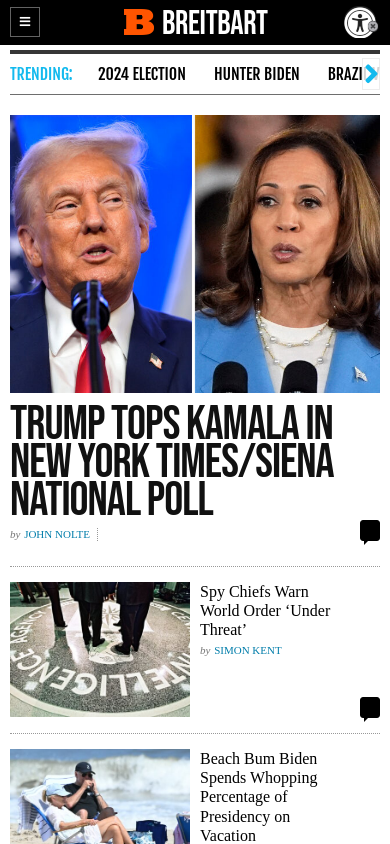 BREITBART
TRENDING: 2024 ELECTION HUNTER BIDEN BRAZI
TRUMP TOPS KAMALA IN
NEW YORK TIMES/SIENA
NATIONAL POLL
by JOHN NOLTE
Spy Chiefs Warn
World Order ‘Under
Threat’
by SIMON KENT
INTELLIGENCE AGENCY
Beach Bum Biden
Spends Whopping
Percentage of
Presidency on
Vacation